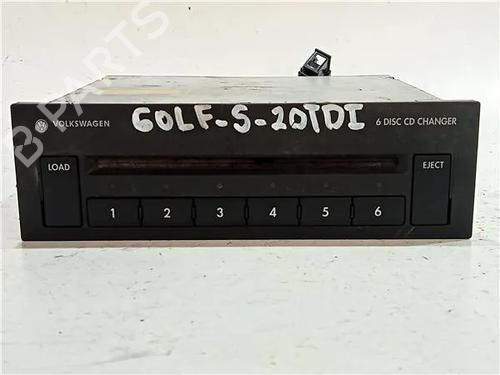 B-PARTS
VOLKSWAGEN
GOLF-S-20TDI
6 DISC CD CHANGER
LOAD
EJECT
1 2 3 4 5 6